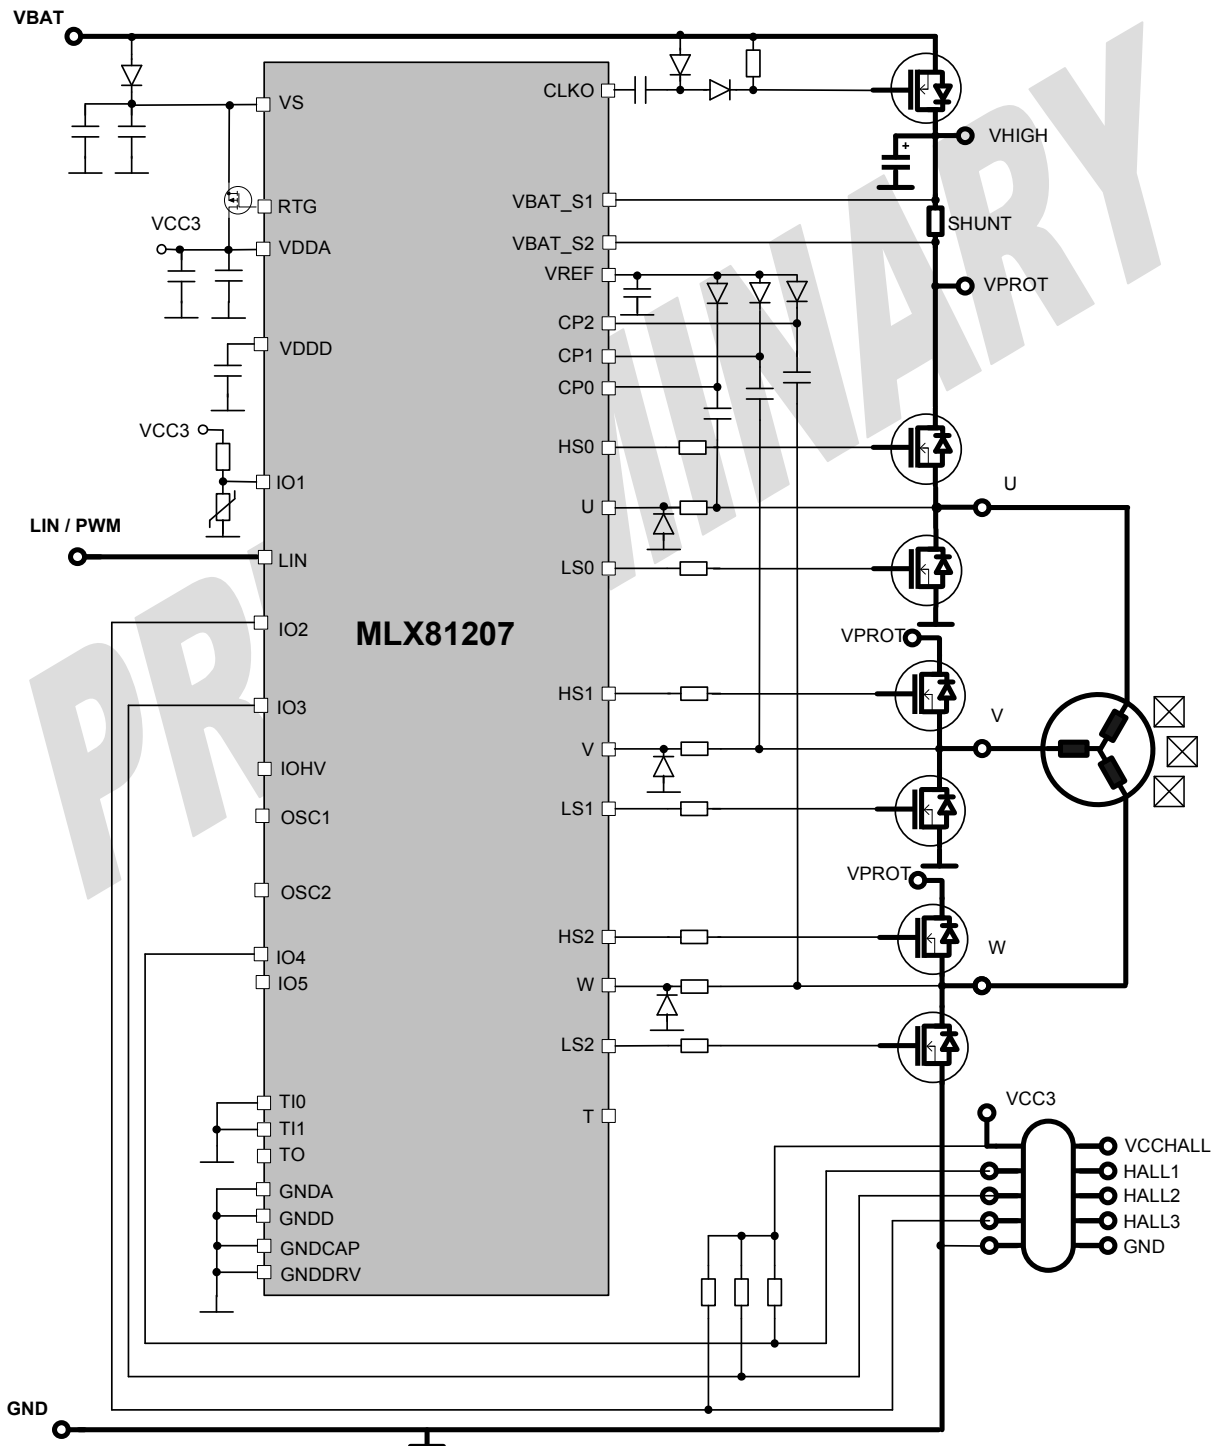 VBAT
VS
CLKO
VHIGH
RTG
VBAT_S1
VCC3
SHUNT
VDDA
VBAT_S2
VREF
VPROT
CP2
VDDD
CP1
CP0
VCC3
HS0
IO1
U
U
LIN / PWM
LIN
LS0
IO2
MLX81207
VPROT
HS1
IO3
V
V
IOHV
OSC1
LS1
VPROT
OSC2
HS2
W
IO4
IO5
W
LS2
TI0
VCC3
TI1
T
TO
VCCHALL
GNDA
HALL1
GNDD
HALL2
GNDCAP
HALL3
GNDDRV
GND
GND
+
PRELIMINARY